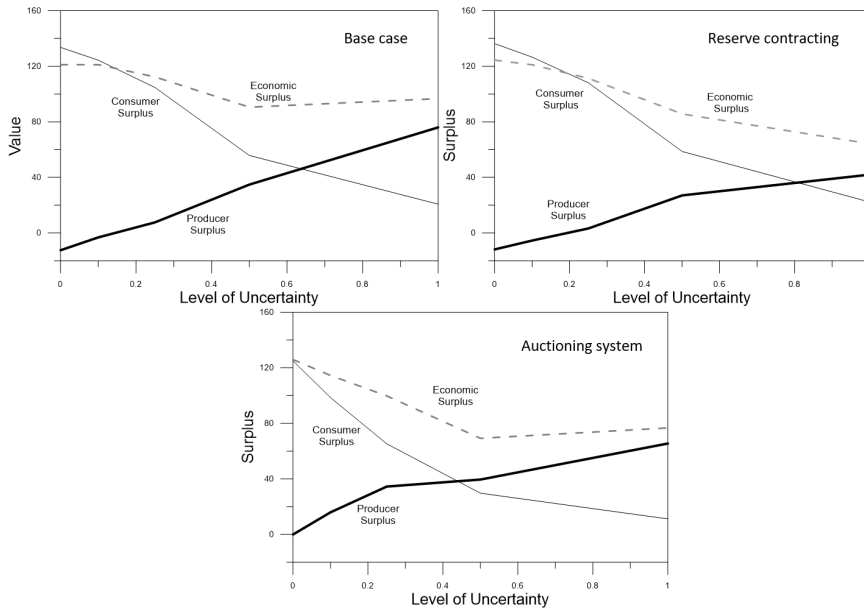 160
Base case
120
Economic
Surplus
Consumer
Surplus
80
Value
40
Producer
Surplus
0
0
0.2
0.4
0.6
0.8
1
Level of Uncertainty
160
Reserve contracting
120
Consumer
Surplus
Economic
Surplus
80
Surplus
40
Producer
Surplus
0
0
0.2
0.4
0.6
0.8
Level of Uncertainty
160
Auctioning system
120
Economic
Surplus
Consumer
Surplus
80
Surplus
40
Producer
Surplus
0
0
0.2
0.4
0.6
0.8
1
Level of Uncertainty